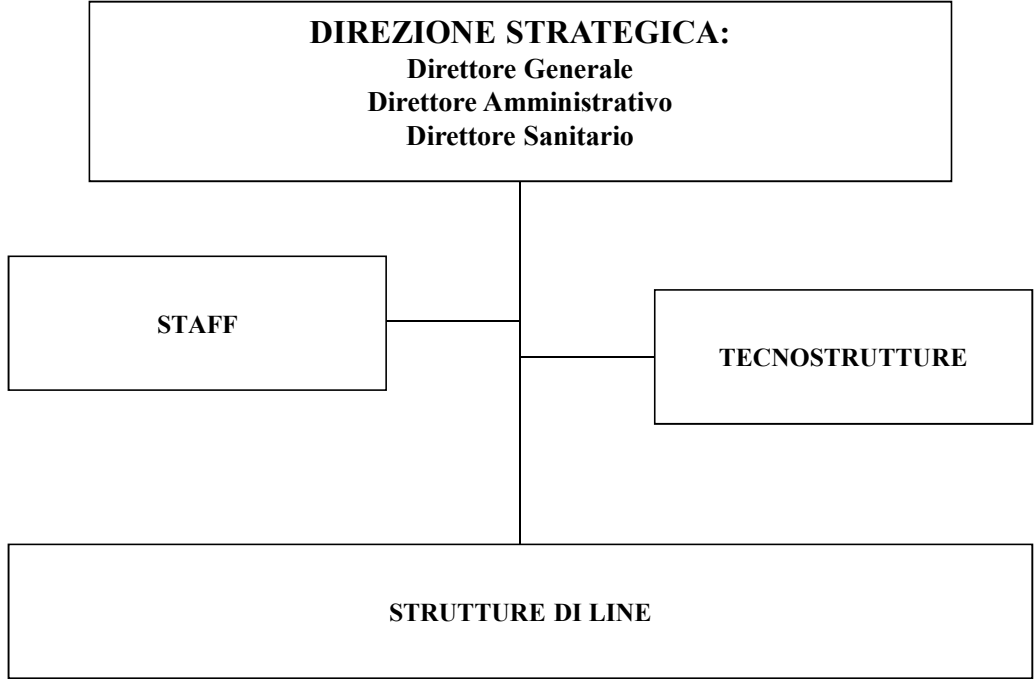 DIREZIONE STRATEGICA:
Direttore Generale
Direttore Amministrativo
Direttore Sanitario
STAFF
TECNOSTRUTTURE
STRUTTURE DI LINE